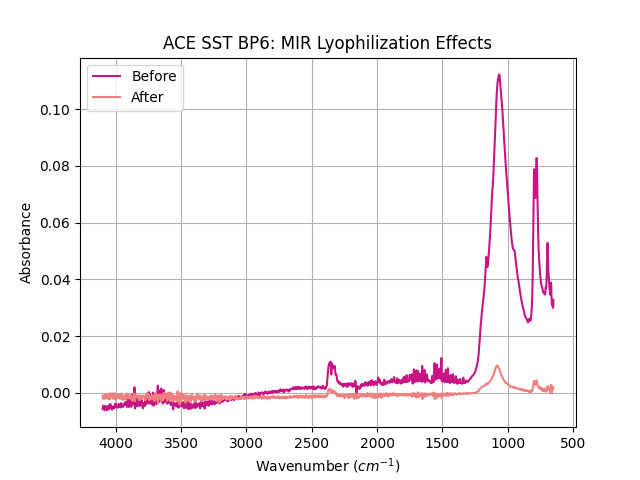 ACE SST BP6: MIR Lyophilization Effects
Before
After
Absorbance
0.10
0.08
0.06
0.04
0.02
0.00
4000 3500 3000 2500 2000 1500 1000 500
Wavenumber (cm⁻¹)